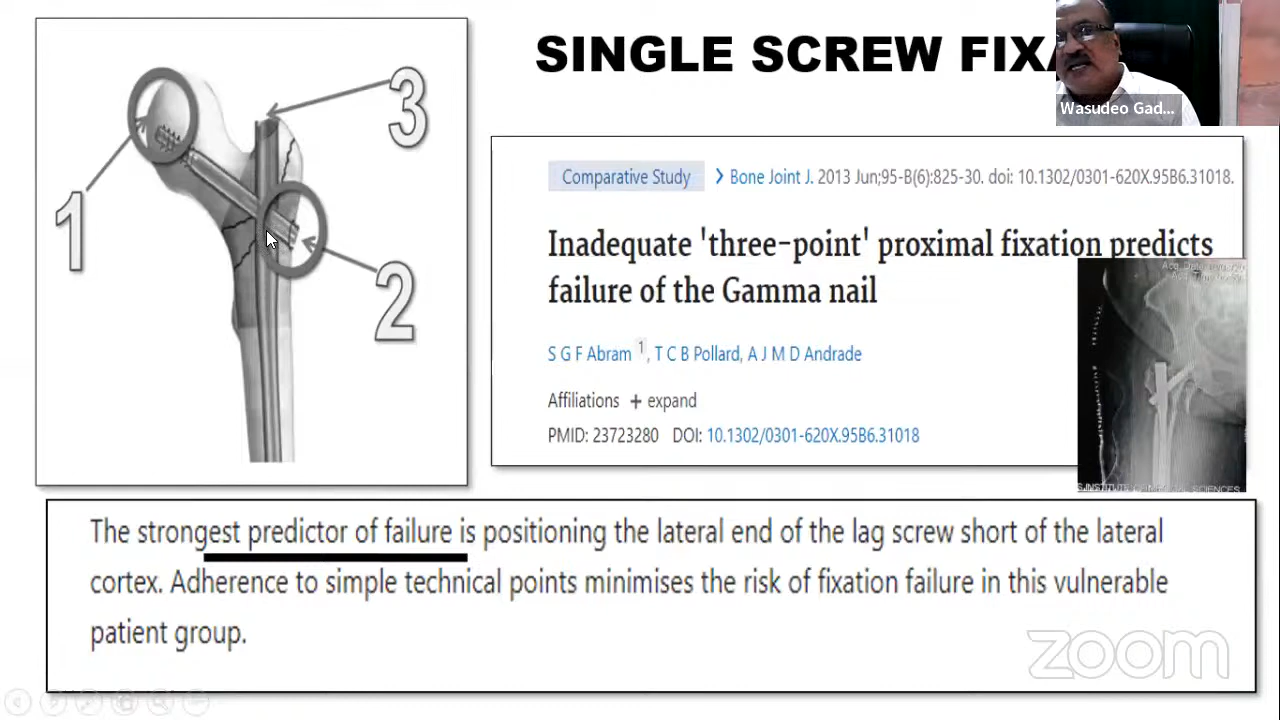 SINGLE SCREW FIXA
Wasudeo Gad...
3
1
2
Comparative Study
> Bone Joint J. 2013 Jun;95-B(6):825-30. doi: 10.1302/0301-620X.95B6.31018.
Inadequate 'three-point' proximal fixation predicts
failure of the Gamma nail
S G F Abram 1, T C B Pollard, A J M D Andrade
Affiliations + expand
PMID: 23723280 DOI: 10.1302/0301-620X.95B6.31018
The strongest predictor of failure is positioning the lateral end of the lag screw short of the lateral
cortex. Adherence to simple technical points minimises the risk of fixation failure in this vulnerable
patient group.
zoom